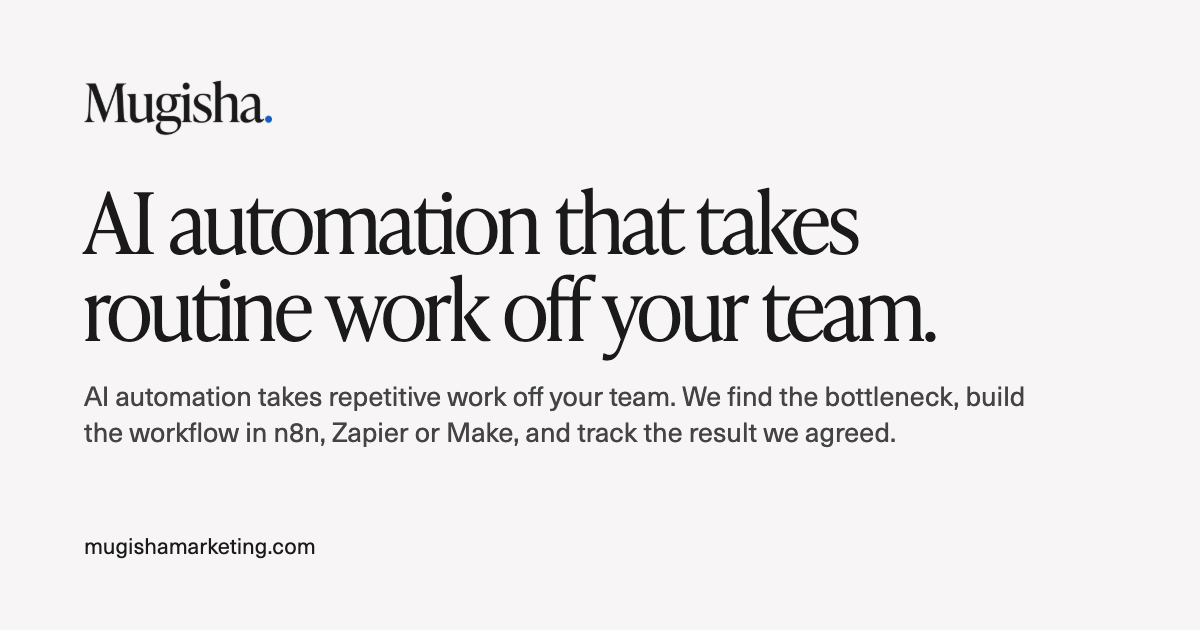 Mugisha.
AI automation that takes
routine work off your team.
AI automation takes repetitive work off your team. We find the bottleneck, build
the workflow in n8n, Zapier or Make, and track the result we agreed.
mugishamarketing.com